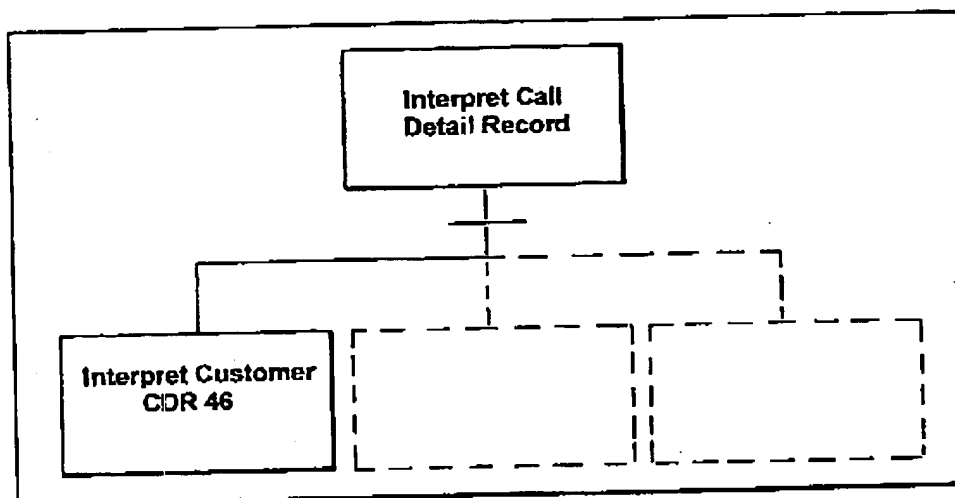 Interpret Call
Detail Record
Interpret Customer
CDR 46